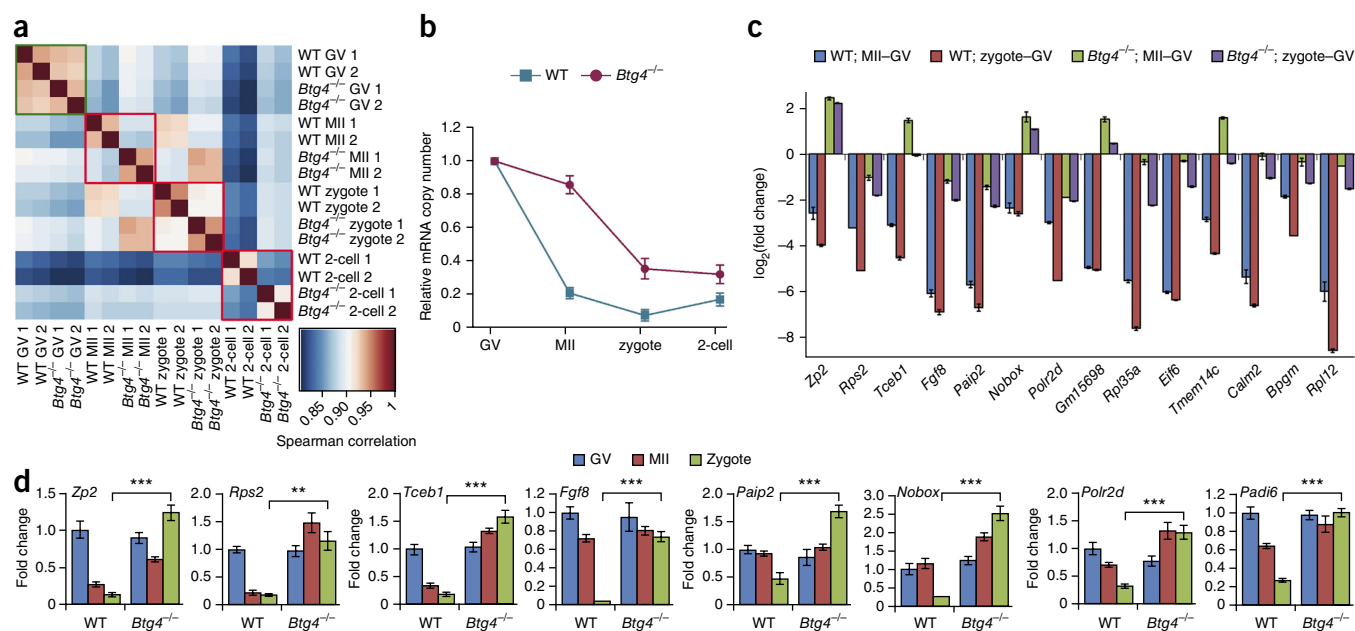 a
WT GV 1
WT GV 2
Btg4–/– GV 1
Btg4–/– GV 2
WT MII 1
WT MII 2
Btg4–/– MII 1
Btg4–/– MII 2
WT zygote 1
WT zygote 2
Btg4–/– zygote 1
Btg4–/– zygote 2
WT 2-cell 1
WT 2-cell 2
Btg4–/– 2-cell 1
Btg4–/– 2-cell 2
WT GV 1
WT GV 2
Btg4–/– GV 1
Btg4–/– GV 2
WT MII 1
WT MII 2
Btg4–/– MII 1
Btg4–/– MII 2
WT zygote 1
WT zygote 2
Btg4–/– zygote 1
Btg4–/– zygote 2
WT 2-cell 1
WT 2-cell 2
Btg4–/– 2-cell 1
Btg4–/– 2-cell 2
0.85 0.90 0.95 1
Spearman correlation
b
WT Btg4–/–
Relative mRNA copy number
1.2
1.0
0.8
0.6
0.4
0.2
0
GV MII zygote 2-cell
c
WT; MII–GV WT; zygote–GV Btg4–/–; MII–GV Btg4–/–; zygote–GV
log2(fold change)
2
0
–2
–4
–6
–8
Zp2 Rps2 Tceb1 Fgf8 Paip2 Nobox Polr2d Gm15698 Rpl35a Eif6 Tmem14c Calm2 Bpgm Rpl12
d
GV MII Zygote
Zp2
***
Fold change
1.5
1.0
0.5
0
WT Btg4–/–
Rps2
**
Fold change
2.0
1.5
1.0
0.5
0
WT Btg4–/–
Tceb1
***
Fold change
2.0
1.5
1.0
0.5
0
WT Btg4–/–
Fgf8
***
Fold change
1.2
1.0
0.8
0.6
0.4
0.2
0
WT Btg4–/–
Paip2
***
Fold change
2.0
1.5
1.0
0.5
0
WT Btg4–/–
Nobox
***
Fold change
3.0
2.5
2.0
1.5
1.0
0.5
0
WT Btg4–/–
Polr2d
***
Fold change
2.0
1.5
1.0
0.5
0
WT Btg4–/–
Padi6
***
Fold change
1.2
1.0
0.8
0.6
0.4
0.2
0
WT Btg4–/–